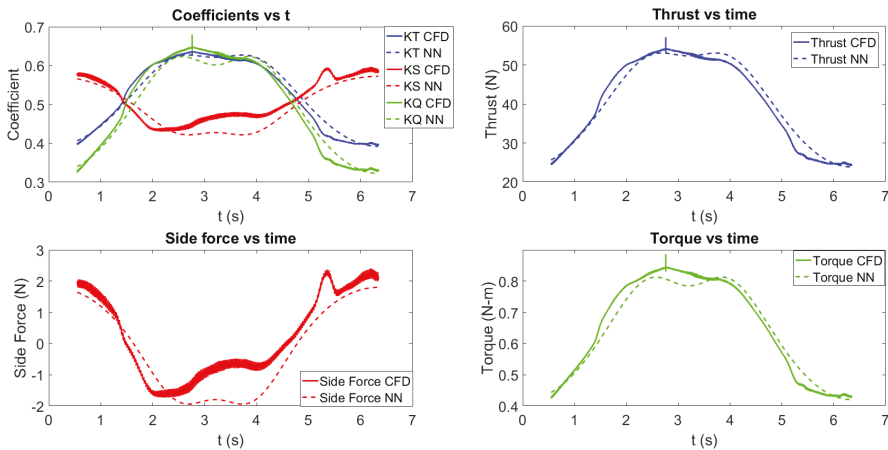 Coefficients vs t
Coefficient
0.7
0.6
0.5
0.4
0.3
0 1 2 3 4 5 6 7
t (s)
KT CFD
KT NN
KS CFD
KS NN
KQ CFD
KQ NN
Thrust vs time
Thrust (N)
60
50
40
30
20
0 1 2 3 4 5 6 7
t (s)
Thrust CFD
Thrust NN
Side force vs time
Side Force (N)
3
2
1
0
-1
-2
0 1 2 3 4 5 6 7
t (s)
Side Force CFD
Side Force NN
Torque vs time
Torque (N-m)
0.8
0.7
0.6
0.5
0.4
0 1 2 3 4 5 6 7
t (s)
Torque CFD
Torque NN